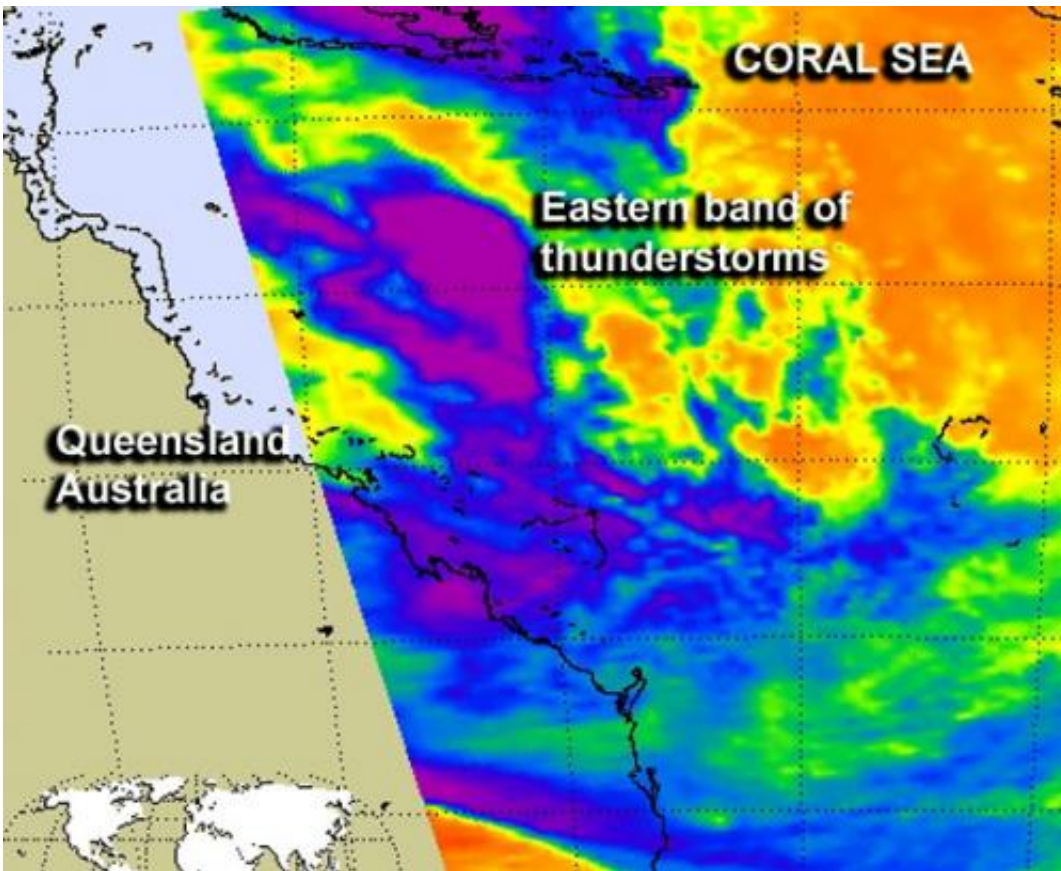 CORAL SEA
Eastern band of
thunderstorms
Queensland
Australia